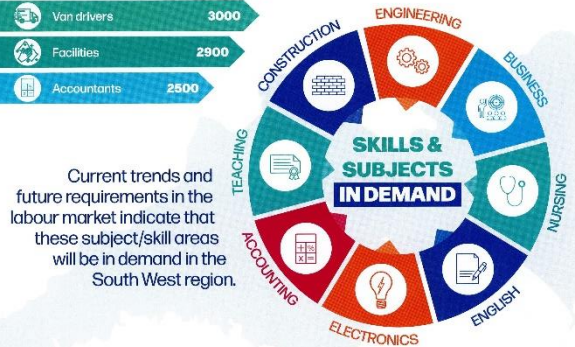 Van drivers 3000
Facilities 2900
Accountants 2500
Current trends and
future requirements in the
labour market indicate that
these subject/skill areas
will be in demand in the
South West region.
SKILLS &
SUBJECTS
IN DEMAND
ENGINEERING
BUSINESS
NURSING
ENGLISH
ELECTRONICS
ACCOUNTING
TEACHING
CONSTRUCTION